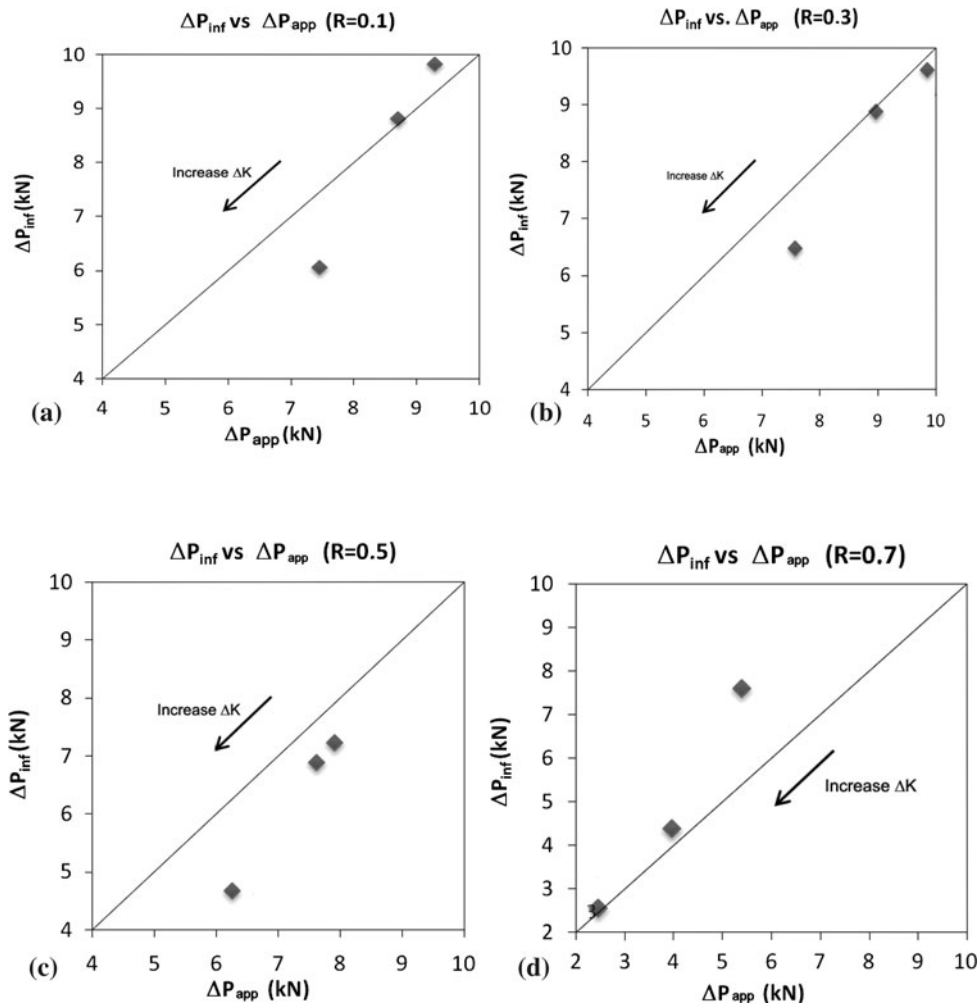 ΔPinf vs ΔPapp (R=0.1)
10
9
8
7
6
5
4
ΔPinf (kN)
Increase ΔK
4 5 6 7 8 9 10
(a)
ΔPapp (kN)
ΔPinf vs. ΔPapp (R=0.3)
10
9
8
7
6
5
4
ΔPinf (kN)
Increase ΔK
4 5 6 7 8 9 10
(b)
ΔPapp (kN)
ΔPinf vs ΔPapp (R=0.5)
10
9
8
7
6
5
4
ΔPinf (kN)
Increase ΔK
4 5 6 7 8 9 10
(c)
ΔPapp (kN)
ΔPinf vs ΔPapp (R=0.7)
10
9
8
7
6
5
4
3
2
ΔPinf (kN)
Increase ΔK
2 3 4 5 6 7 8 9 10
(d)
ΔPapp (kN)